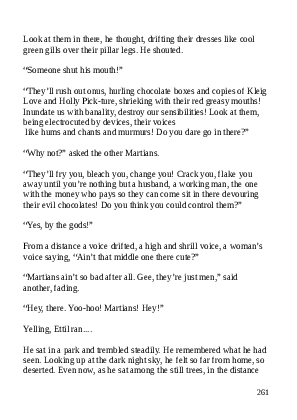 Look at them in there, he thought, drifting their dresses like cool
green gills over their pillar legs. He shouted.
“Someone shut his mouth!”
“They’ll rush out on us, hurling chocolate boxes and copies of Kleig
Love and Holly Pick-ture, shrieking with their red greasy mouths!
Inundate us with banality, destroy our sensibilities! Look at them,
being electrocuted by devices, their voices
like hums and chants and murmurs! Do you dare go in there?”
“Why not?” asked the other Martians.
“They’ll fry you, bleach you, change you! Crack you, flake you
away until you’re nothing but a husband, a working man, the one
with the money who pays so they can come sit in there devouring
their evil chocolates! Do you think you could control them?”
“Yes, by the gods!”
From a distance a voice drifted, a high and shrill voice, a woman’s
voice saying, “Ain’t that middle one there cute?”
“Martians ain’t so bad after all. Gee, they’re just men,” said
another, fading.
“Hey, there. Yoo-hoo! Martians! Hey!”
Yelling, Ettil ran....
He sat in a park and trembled steadily. He remembered what he had
seen. Looking up at the dark night sky, he felt so far from home, so
deserted. Even now, as he sat among the still trees, in the distance
261